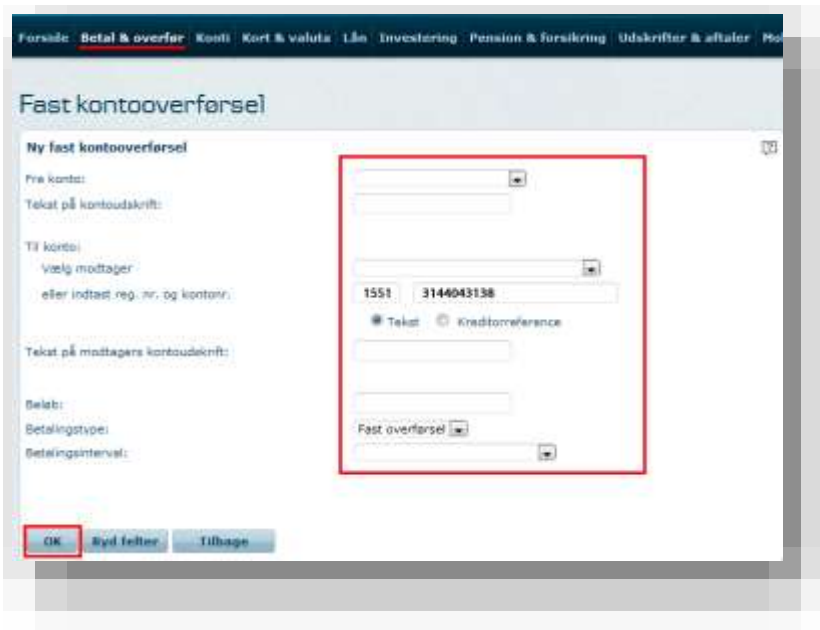 Forside Betal & overfør Konti Kort & valuta Lån Investering Pension & forsikring Udskrifter & aftaler
Fast kontooverførsel
Ny fast kontooverførsel
Fra konto:
Tekst på kontoudskrift:
Til konto:
Vælg modtager
eller indtast reg. nr. og kontonr. 1551 3144043138
Tekst Kreditorreference
Tekst på modtagers kontoudskrift:
Beløb:
Betalingstype: Fast overførsel
Betalingsinterval:
OK Ryd felter Tilbage